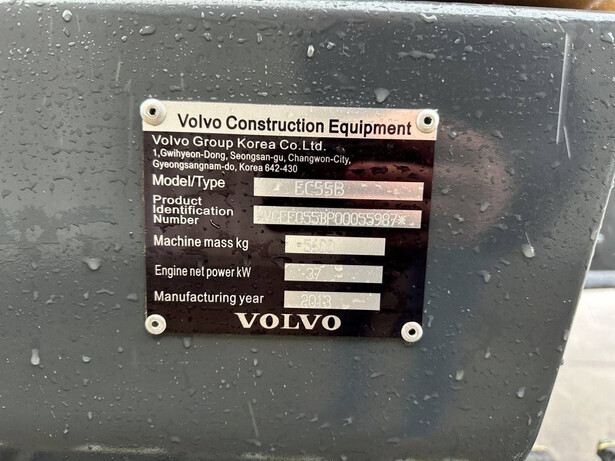 Volvo Construction Equipment
Volvo Group Korea Co.Ltd.
1,Gwihyeon-Dong, Seongsan-gu, Changwon-City,
Gyeongsangnam-do, Korea 642-430
Model/Type EC55B
Product
Identification
Number
Machine mass kg
Engine net power kW 37
Manufacturing year 2013
VOLVO